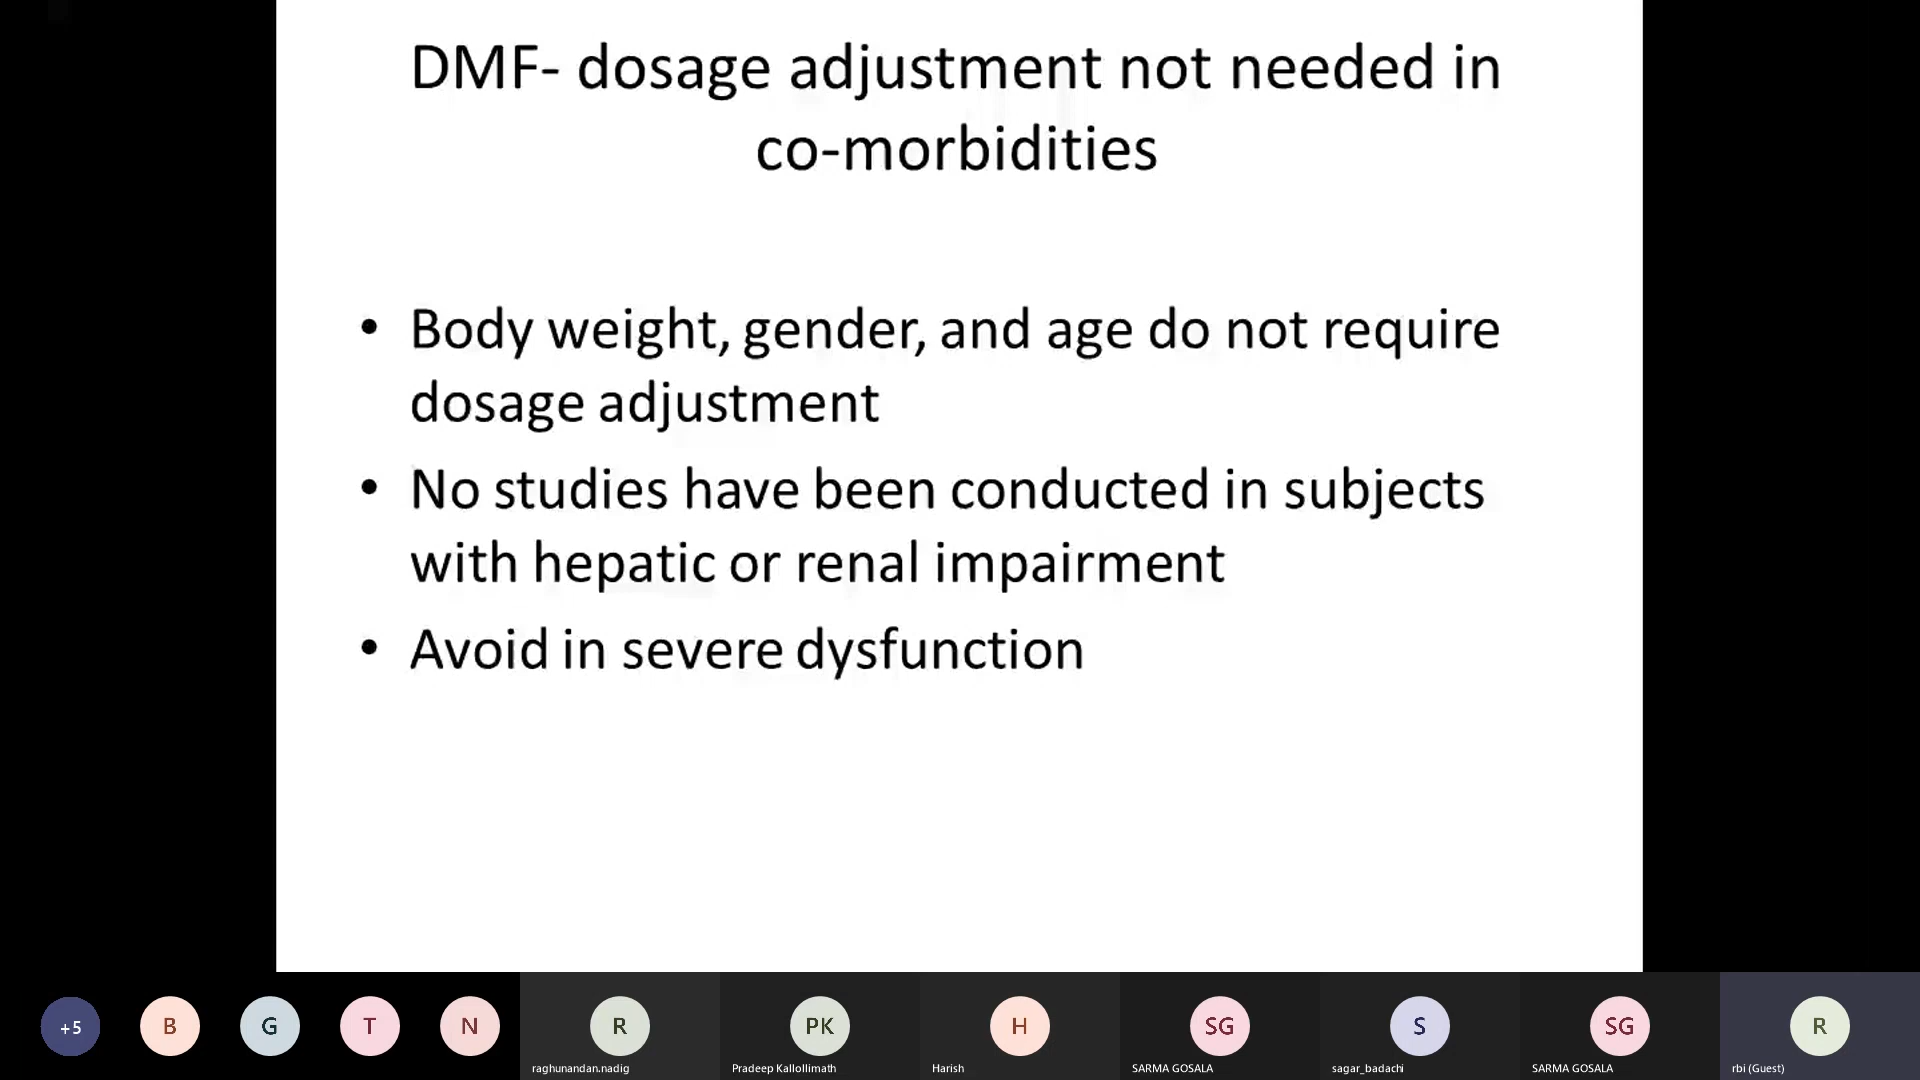 DMF- dosage adjustment not needed in
co-morbidities
• Body weight, gender, and age do not require
dosage adjustment
• No studies have been conducted in subjects
with hepatic or renal impairment
• Avoid in severe dysfunction
+5 B G T N R PK H SG S SG R
raghunandan.nadig Pradeep Kallollimath Harish SARMA GOSALA sagar_badachi SARMA GOSALA rbi (Guest)